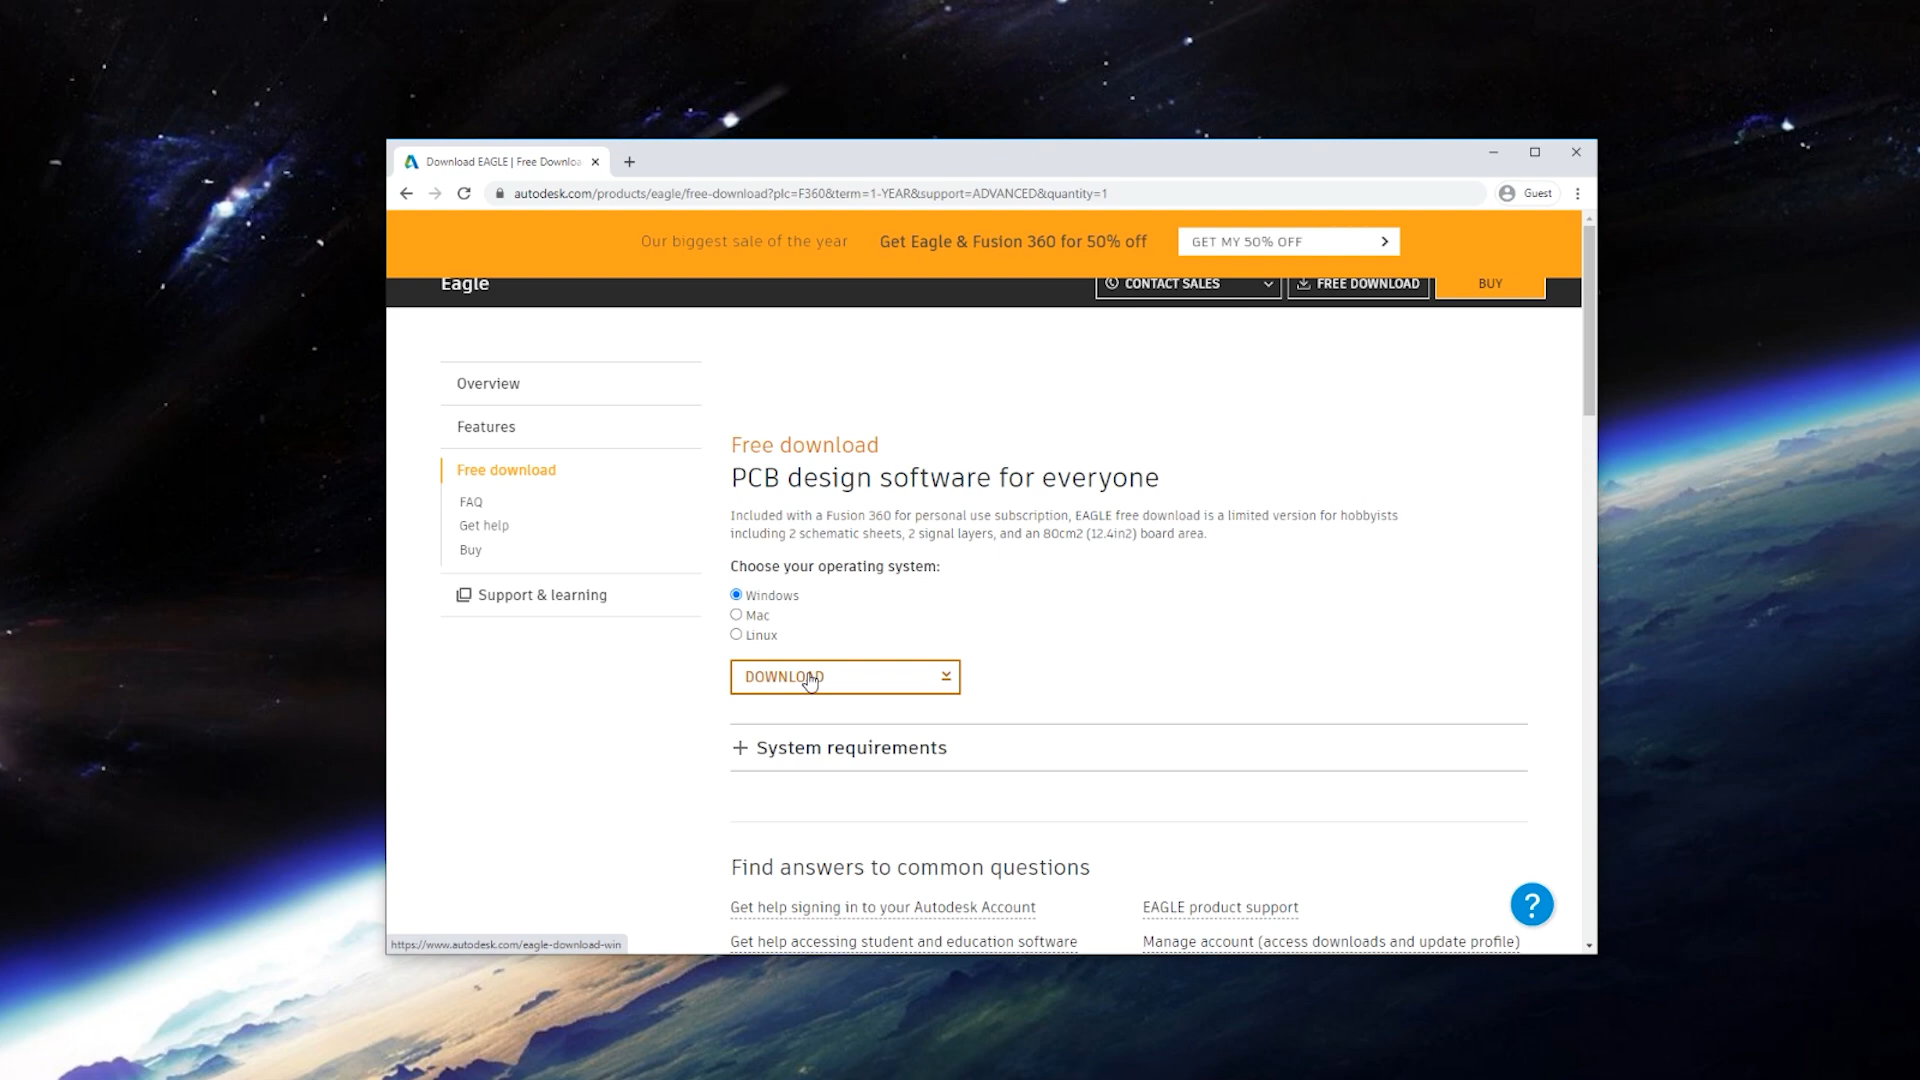 Download EAGLE | Free Downloa
autodesk.com/products/eagle/free-download?plc=F360&term=1-YEAR&support=ADVANCED&quantity=1
Guest
Our biggest sale of the year Get Eagle & Fusion 360 for 50% off GET MY 50% OFF
Eagle
CONTACT SALES
FREE DOWNLOAD
BUY
Overview
Features
Free download
FAQ
Get help
Buy
Support & learning
Free download
PCB design software for everyone
Included with a Fusion 360 for personal use subscription, EAGLE free download is a limited version for hobbyists
including 2 schematic sheets, 2 signal layers, and an 80cm2 (12.4in2) board area.
Choose your operating system:
Windows
Mac
Linux
DOWNLOAD
System requirements
Find answers to common questions
Get help signing in to your Autodesk Account
EAGLE product support
Get help accessing student and education software
Manage account (access downloads and update profile)
?
https://www.autodesk.com/eagle-download-win